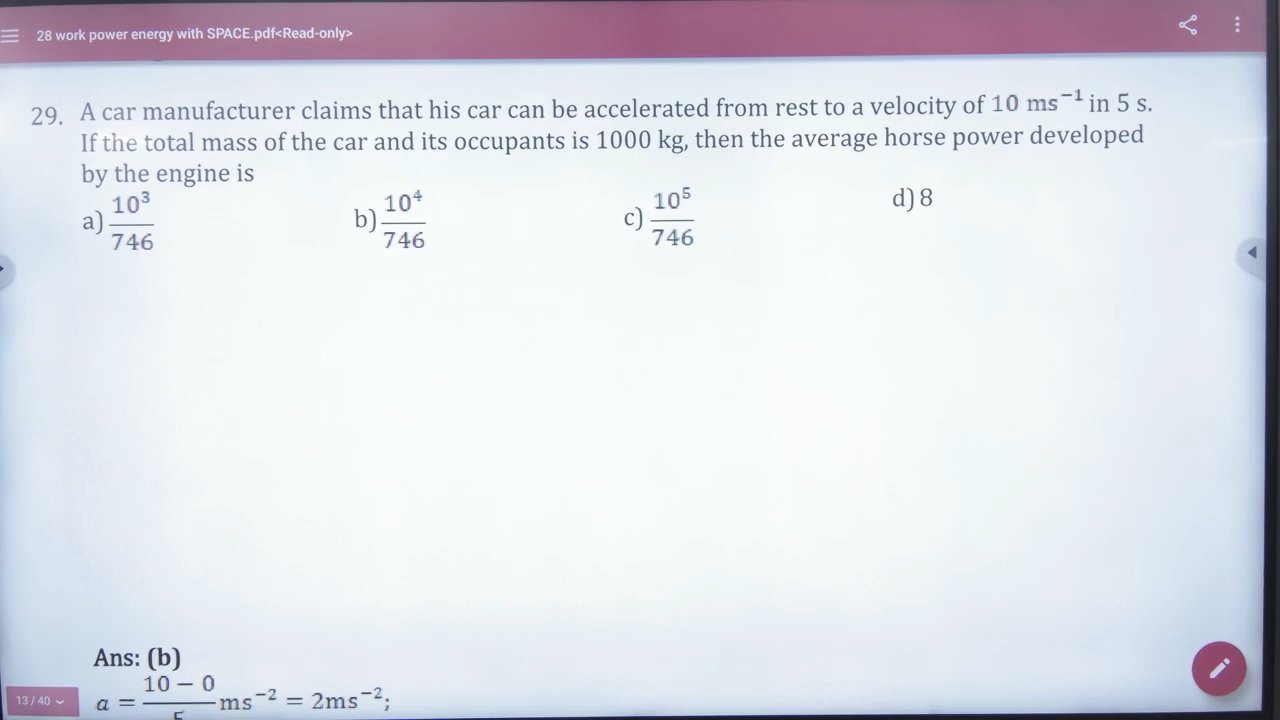 28 work power energy with SPACE.pdf<Read-only>
29. A car manufacturer claims that his car can be accelerated from rest to a velocity of 10 ms⁻¹ in 5 s.
If the total mass of the car and its occupants is 1000 kg, then the average horse power developed
by the engine is
a) 10³/746 b) 10⁴/746 c) 10⁵/746 d) 8
Ans: (b)
a = (10 − 0)/5 ms⁻² = 2ms⁻²;
13 / 40